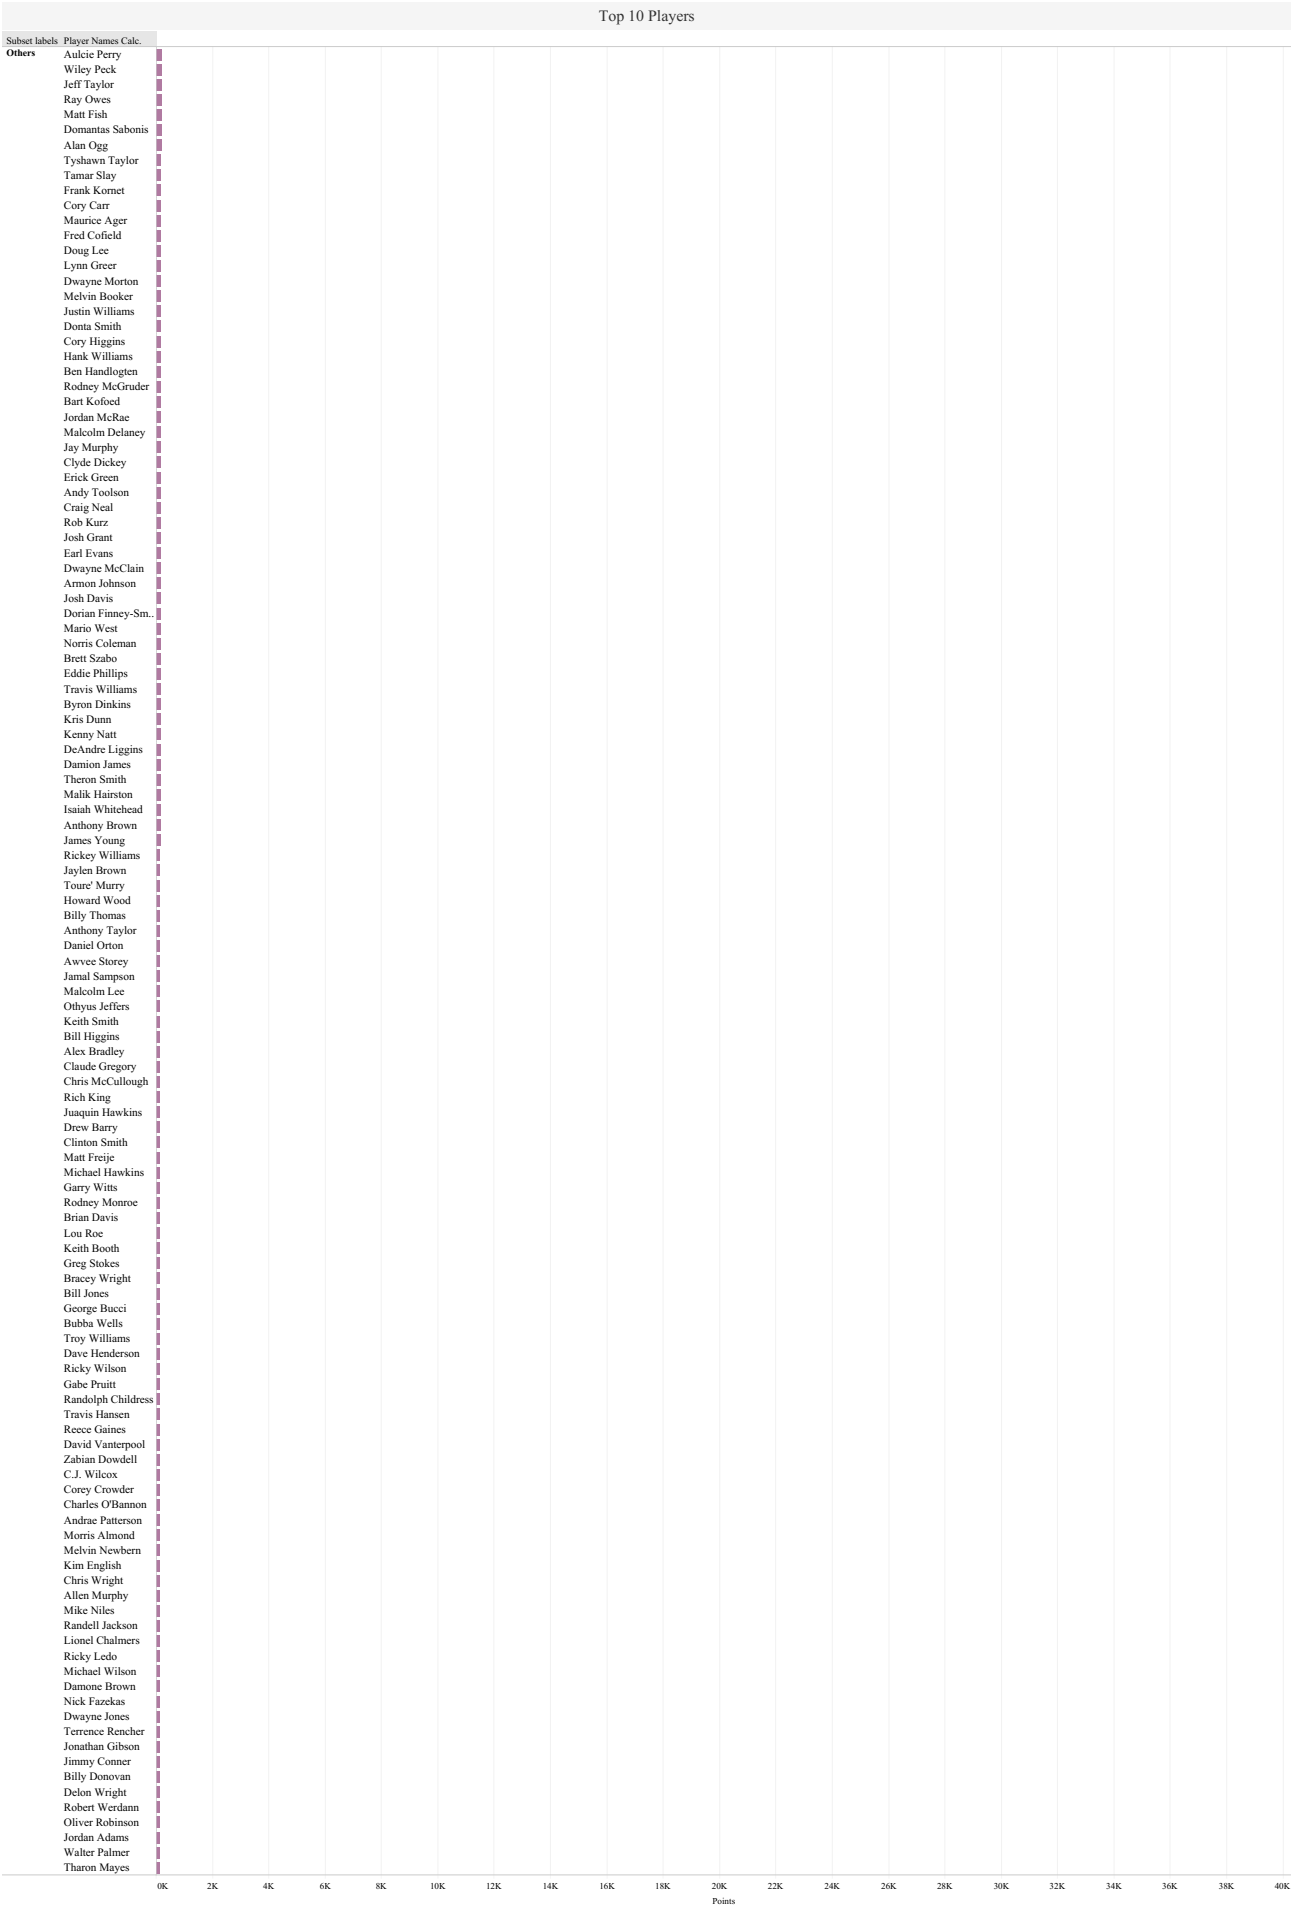 Top 10 Players
Subset labels Player Names Calc.
Others Aulcie Perry
Wiley Peck
Jeff Taylor
Ray Owes
Matt Fish
Domantas Sabonis
Alan Ogg
Tyshawn Taylor
Tamar Slay
Frank Kornet
Cory Carr
Maurice Ager
Fred Cofield
Doug Lee
Lynn Greer
Dwayne Morton
Melvin Booker
Justin Williams
Donta Smith
Cory Higgins
Hank Williams
Ben Handlogten
Rodney McGruder
Bart Kofoed
Jordan McRae
Malcolm Delaney
Jay Murphy
Clyde Dickey
Erick Green
Andy Toolson
Craig Neal
Rob Kurz
Josh Grant
Earl Evans
Dwayne McClain
Armon Johnson
Josh Davis
Dorian Finney-Sm..
Mario West
Norris Coleman
Brett Szabo
Eddie Phillips
Travis Williams
Byron Dinkins
Kris Dunn
Kenny Natt
DeAndre Liggins
Damion James
Theron Smith
Malik Hairston
Isaiah Whitehead
Anthony Brown
James Young
Rickey Williams
Jaylen Brown
Toure' Murry
Howard Wood
Billy Thomas
Anthony Taylor
Daniel Orton
Awvee Storey
Jamal Sampson
Malcolm Lee
Othyus Jeffers
Keith Smith
Bill Higgins
Alex Bradley
Claude Gregory
Chris McCullough
Rich King
Juaquin Hawkins
Drew Barry
Clinton Smith
Matt Freije
Michael Hawkins
Garry Witts
Rodney Monroe
Brian Davis
Lou Roe
Keith Booth
Greg Stokes
Bracey Wright
Bill Jones
George Bucci
Bubba Wells
Troy Williams
Dave Henderson
Ricky Wilson
Gabe Pruitt
Randolph Childress
Travis Hansen
Reece Gaines
David Vanterpool
Zabian Dowdell
C.J. Wilcox
Corey Crowder
Charles O'Bannon
Andrae Patterson
Morris Almond
Melvin Newbern
Kim English
Chris Wright
Allen Murphy
Mike Niles
Randell Jackson
Lionel Chalmers
Ricky Ledo
Michael Wilson
Damone Brown
Nick Fazekas
Dwayne Jones
Terrence Rencher
Jonathan Gibson
Jimmy Conner
Billy Donovan
Delon Wright
Robert Werdann
Oliver Robinson
Jordan Adams
Walter Palmer
Tharon Mayes
0K 2K 4K 6K 8K 10K 12K 14K 16K 18K 20K 22K 24K 26K 28K 30K 32K 34K 36K 38K 40K
Points